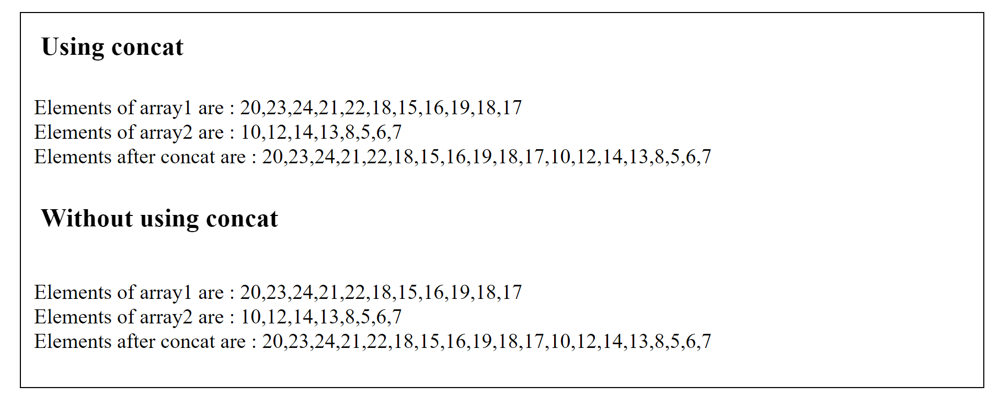 Using concat
Elements of array1 are : 20,23,24,21,22,18,15,16,19,18,17
Elements of array2 are : 10,12,14,13,8,5,6,7
Elements after concat are : 20,23,24,21,22,18,15,16,19,18,17,10,12,14,13,8,5,6,7
Without using concat
Elements of array1 are : 20,23,24,21,22,18,15,16,19,18,17
Elements of array2 are : 10,12,14,13,8,5,6,7
Elements after concat are : 20,23,24,21,22,18,15,16,19,18,17,10,12,14,13,8,5,6,7